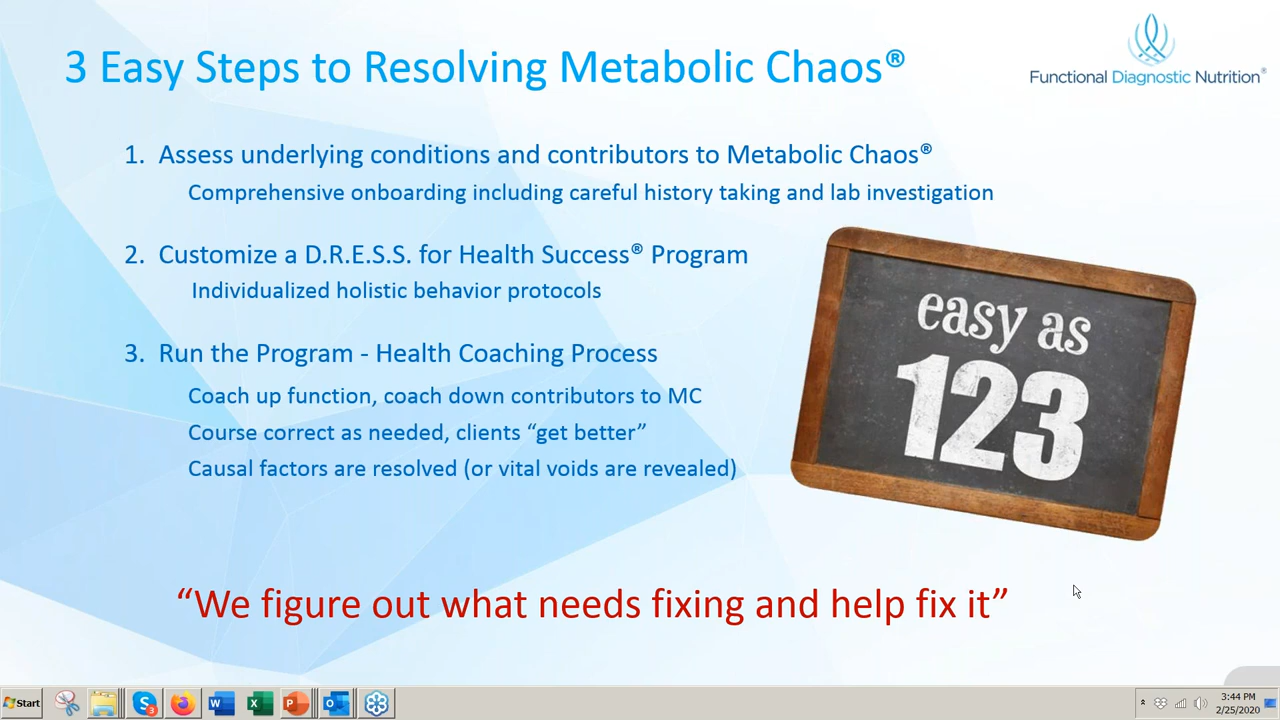 3 Easy Steps to Resolving Metabolic Chaos®
Functional Diagnostic Nutrition®
1. Assess underlying conditions and contributors to Metabolic Chaos®
Comprehensive onboarding including careful history taking and lab investigation
2. Customize a D.R.E.S.S. for Health Success® Program
Individualized holistic behavior protocols
3. Run the Program - Health Coaching Process
Coach up function, coach down contributors to MC
Course correct as needed, clients “get better”
Causal factors are resolved (or vital voids are revealed)
easy as
123
“We figure out what needs fixing and help fix it”
Start
S
3
W
X
P
O
3:44 PM
2/25/2020